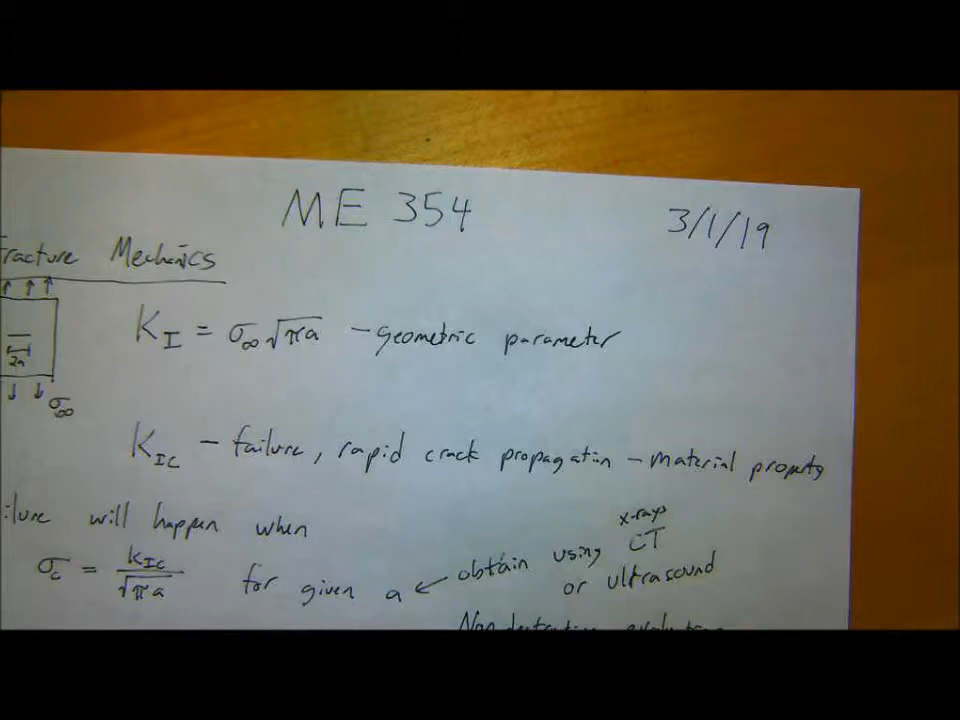 ME 354
3/1/19
racture Mechanics
2a
σ∞
K_I = σ∞ √πa - geometric parameter
K_IC - failure, rapid crack propagation - material property
ilure will happen when
x-rays
σ_c = K_IC / √πa for given a ← obtain using CT
or ultrasound